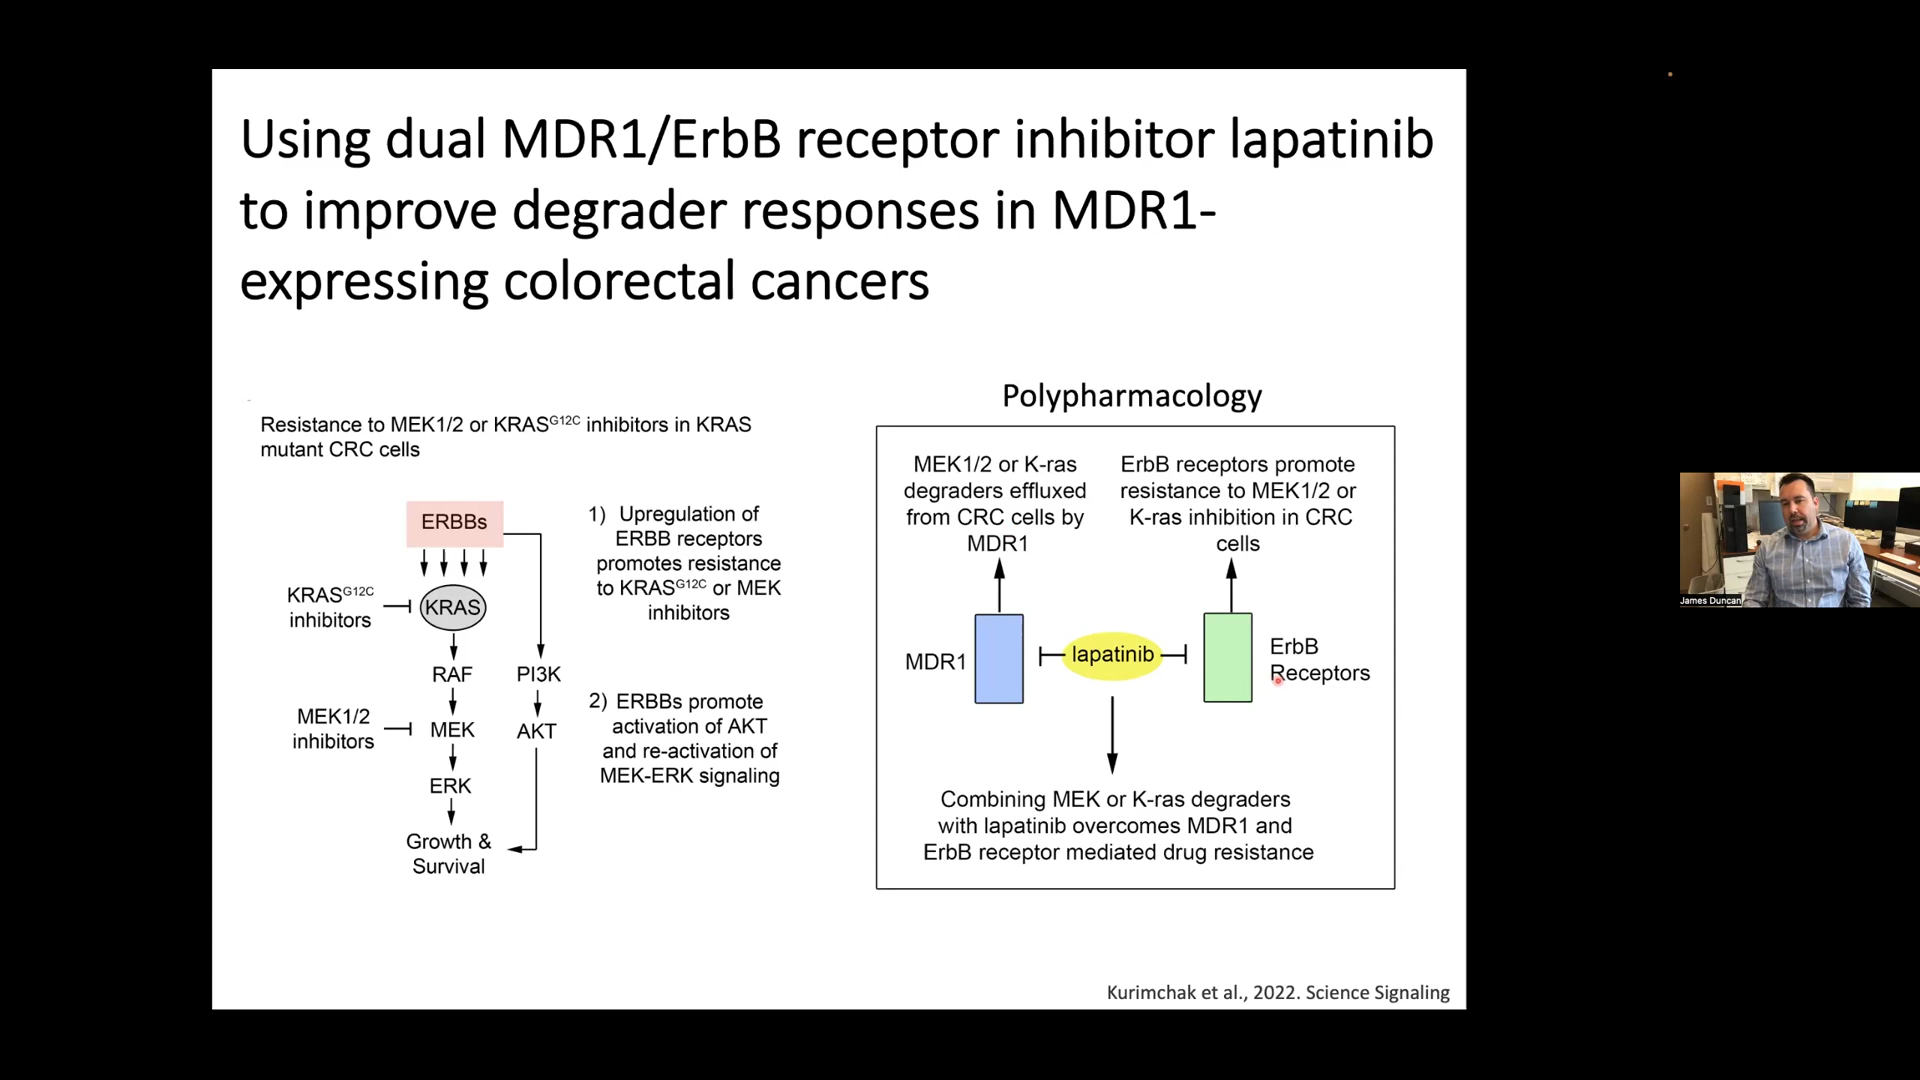 Using dual MDR1/ErbB receptor inhibitor lapatinib
to improve degrader responses in MDR1-
expressing colorectal cancers
Resistance to MEK1/2 or KRASG12C inhibitors in KRAS
mutant CRC cells
ERBBs
KRASG12C
inhibitors
KRAS
RAF
PI3K
MEK1/2
inhibitors
MEK
AKT
ERK
Growth &
Survival
1) Upregulation of
ERBB receptors
promotes resistance
to KRASG12C or MEK
inhibitors
2) ERBBs promote
activation of AKT
and re-activation of
MEK-ERK signaling
Polypharmacology
MEK1/2 or K-ras
degraders effluxed
from CRC cells by
MDR1
ErbB receptors promote
resistance to MEK1/2 or
K-ras inhibition in CRC
cells
MDR1
lapatinib
ErbB
Receptors
Combining MEK or K-ras degraders
with lapatinib overcomes MDR1 and
ErbB receptor mediated drug resistance
Kurimchak et al., 2022. Science Signaling
James Duncan